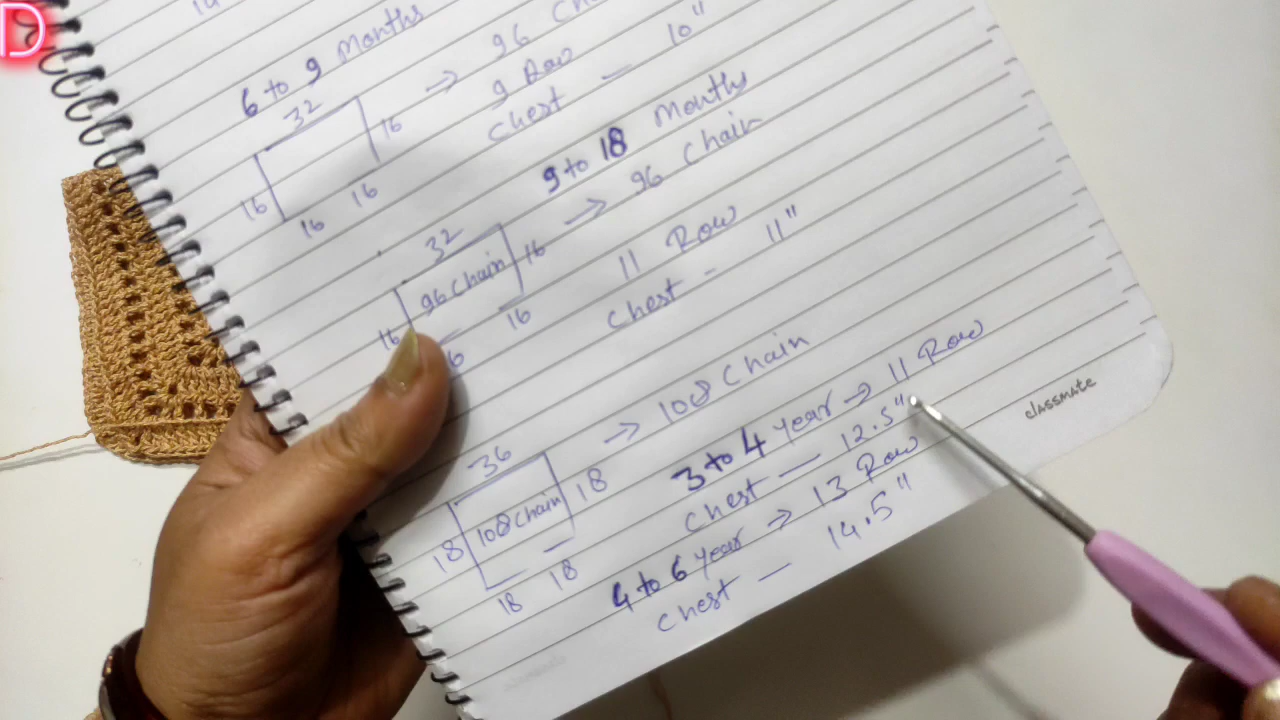 D
6 to 9 Months
32
16
16
16
16
→ 96
9 Row
chest — 10"
9 to 18 Months
32
96 chain
16
16
16
→ 96 chain
11 Row
chest - 11"
36
108 chain
18
18
18
18
→ 108 chain
3 to 4 year → 11 Row
chest — 12.5"
4 to 6 year → 13 Row
chest — 14.5"
classmate